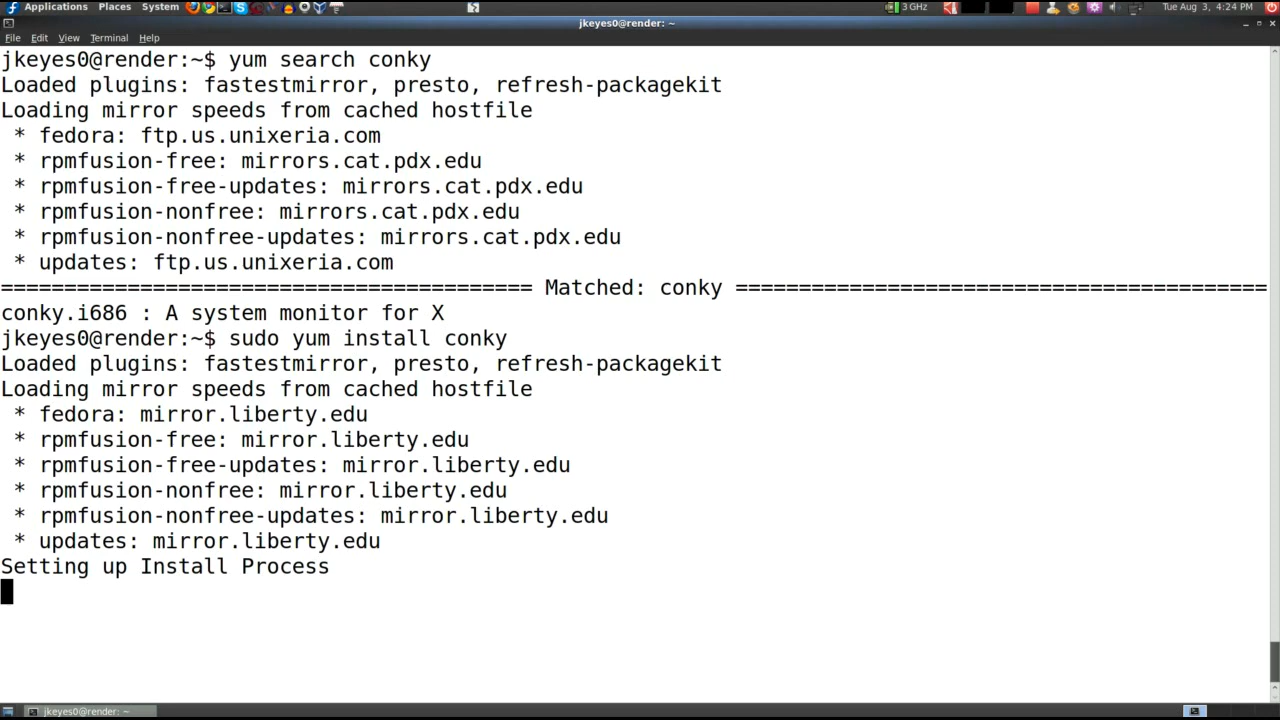 Applications Places System
3 GHz
Tue Aug 3, 4:24 PM
jkeyes0@render: ~
File Edit View Terminal Help
jkeyes0@render:~$ yum search conky
Loaded plugins: fastestmirror, presto, refresh-packagekit
Loading mirror speeds from cached hostfile
 * fedora: ftp.us.unixeria.com
 * rpmfusion-free: mirrors.cat.pdx.edu
 * rpmfusion-free-updates: mirrors.cat.pdx.edu
 * rpmfusion-nonfree: mirrors.cat.pdx.edu
 * rpmfusion-nonfree-updates: mirrors.cat.pdx.edu
 * updates: ftp.us.unixeria.com
========================================== Matched: conky ==========================================
conky.i686 : A system monitor for X
jkeyes0@render:~$ sudo yum install conky
Loaded plugins: fastestmirror, presto, refresh-packagekit
Loading mirror speeds from cached hostfile
 * fedora: mirror.liberty.edu
 * rpmfusion-free: mirror.liberty.edu
 * rpmfusion-free-updates: mirror.liberty.edu
 * rpmfusion-nonfree: mirror.liberty.edu
 * rpmfusion-nonfree-updates: mirror.liberty.edu
 * updates: mirror.liberty.edu
Setting up Install Process
jkeyes0@render: ~